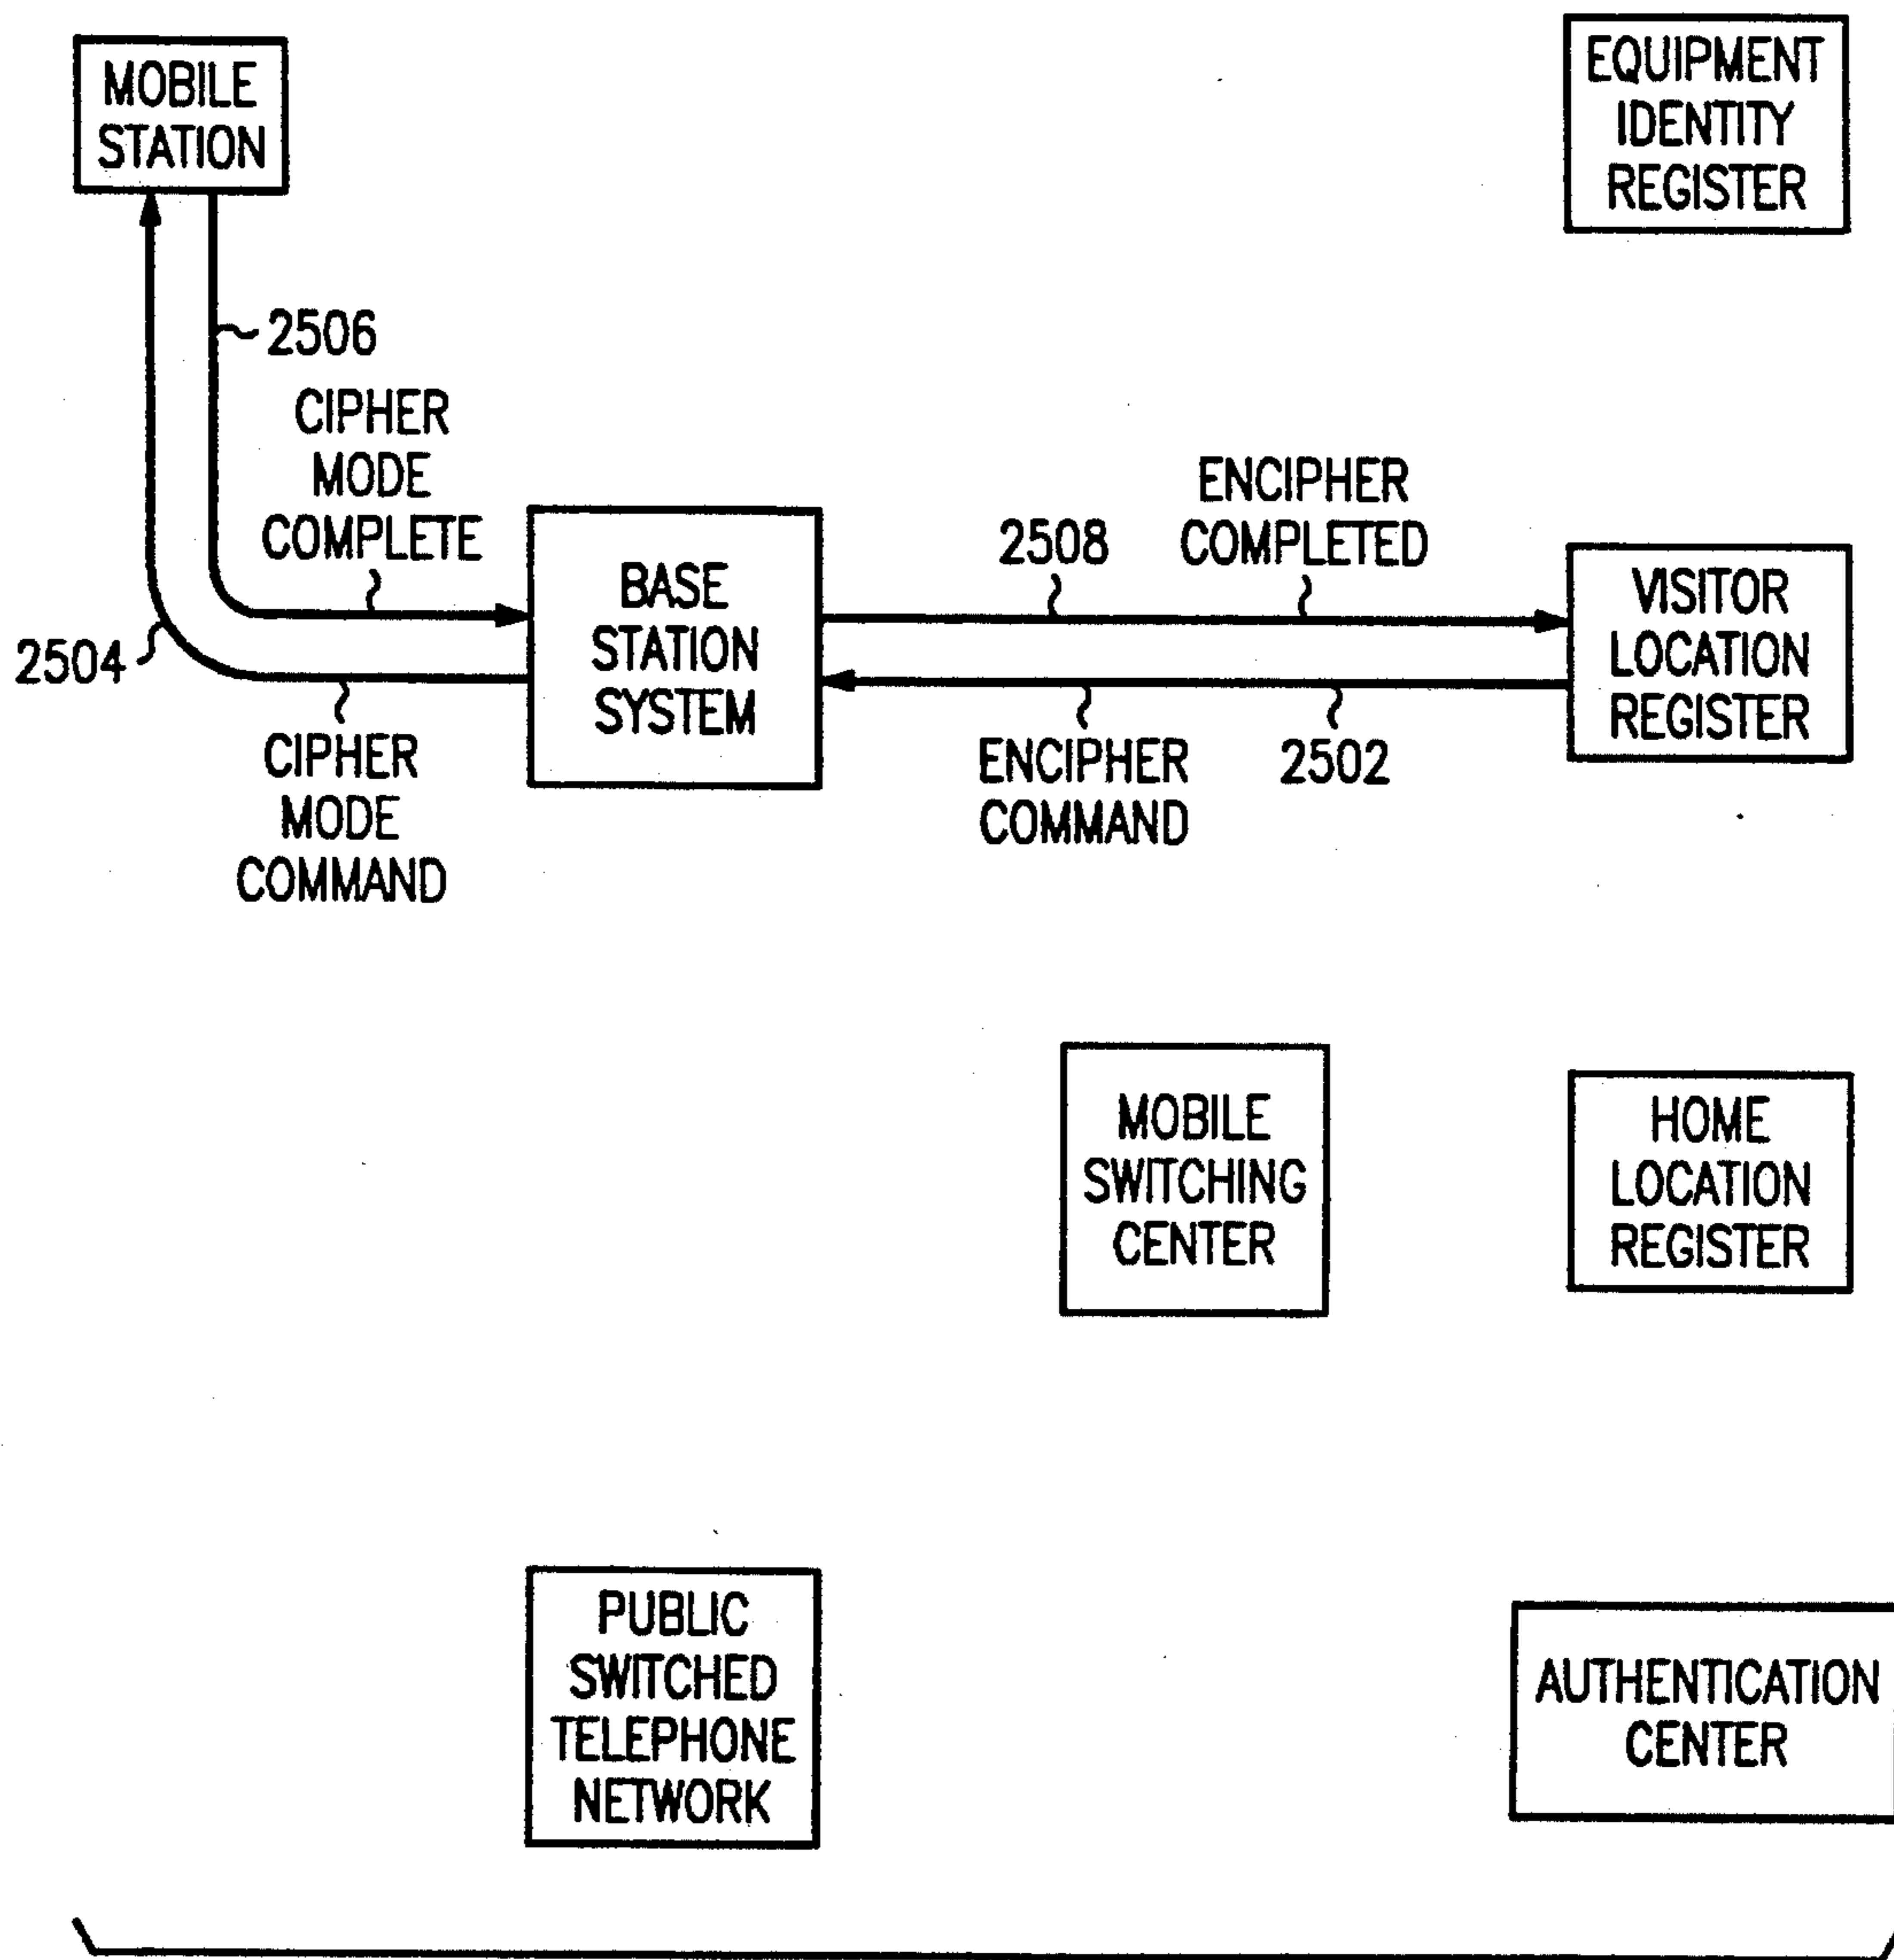 MOBILE
STATION
EQUIPMENT
IDENTITY
REGISTER
2506
CIPHER
MODE
COMPLETE
2504
CIPHER
MODE
COMMAND
BASE
STATION
SYSTEM
2508
ENCIPHER
COMPLETED
ENCIPHER
COMMAND
2502
VISITOR
LOCATION
REGISTER
MOBILE
SWITCHING
CENTER
HOME
LOCATION
REGISTER
PUBLIC
SWITCHED
TELEPHONE
NETWORK
AUTHENTICATION
CENTER